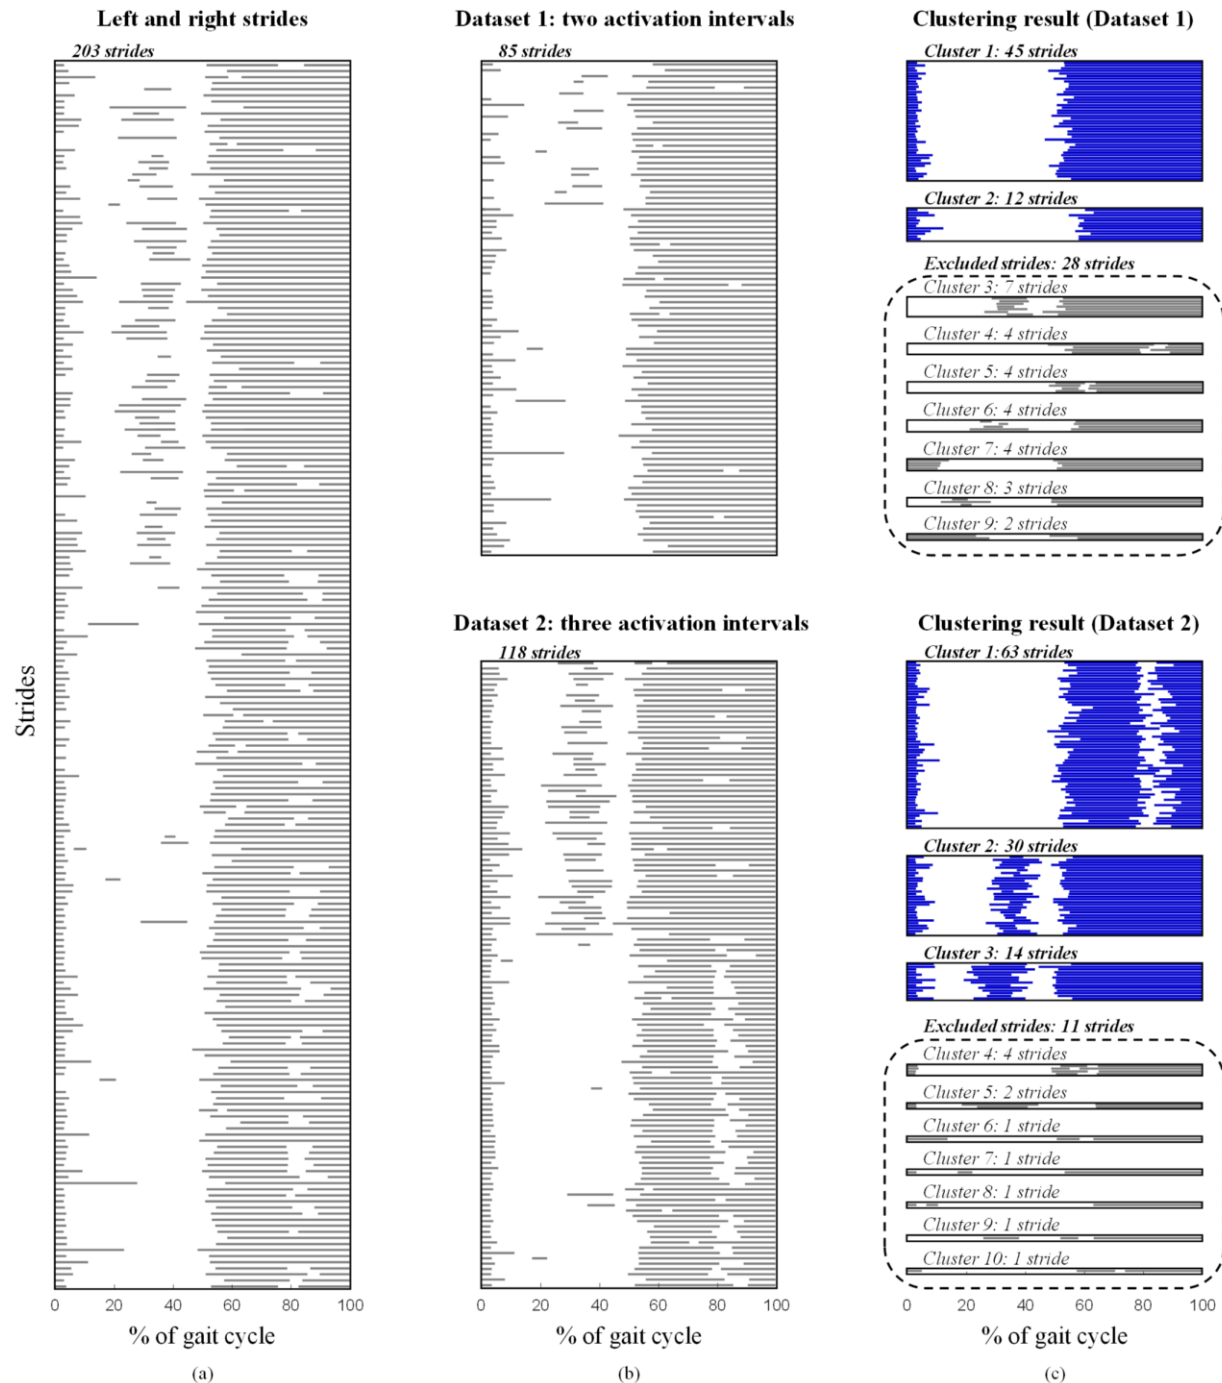 Left and right strides
203 strides
Strides
0 20 40 60 80 100
% of gait cycle
(a)
Dataset 1: two activation intervals
85 strides
Dataset 2: three activation intervals
118 strides
0 20 40 60 80 100
% of gait cycle
(b)
Clustering result (Dataset 1)
Cluster 1: 45 strides
Cluster 2: 12 strides
Excluded strides: 28 strides
Cluster 3: 7 strides
Cluster 4: 4 strides
Cluster 5: 4 strides
Cluster 6: 4 strides
Cluster 7: 4 strides
Cluster 8: 3 strides
Cluster 9: 2 strides
Clustering result (Dataset 2)
Cluster 1:63 strides
Cluster 2: 30 strides
Cluster 3: 14 strides
Excluded strides: 11 strides
Cluster 4: 4 strides
Cluster 5: 2 strides
Cluster 6: 1 stride
Cluster 7: 1 stride
Cluster 8: 1 stride
Cluster 9: 1 stride
Cluster 10: 1 stride
0 20 40 60 80 100
% of gait cycle
(c)